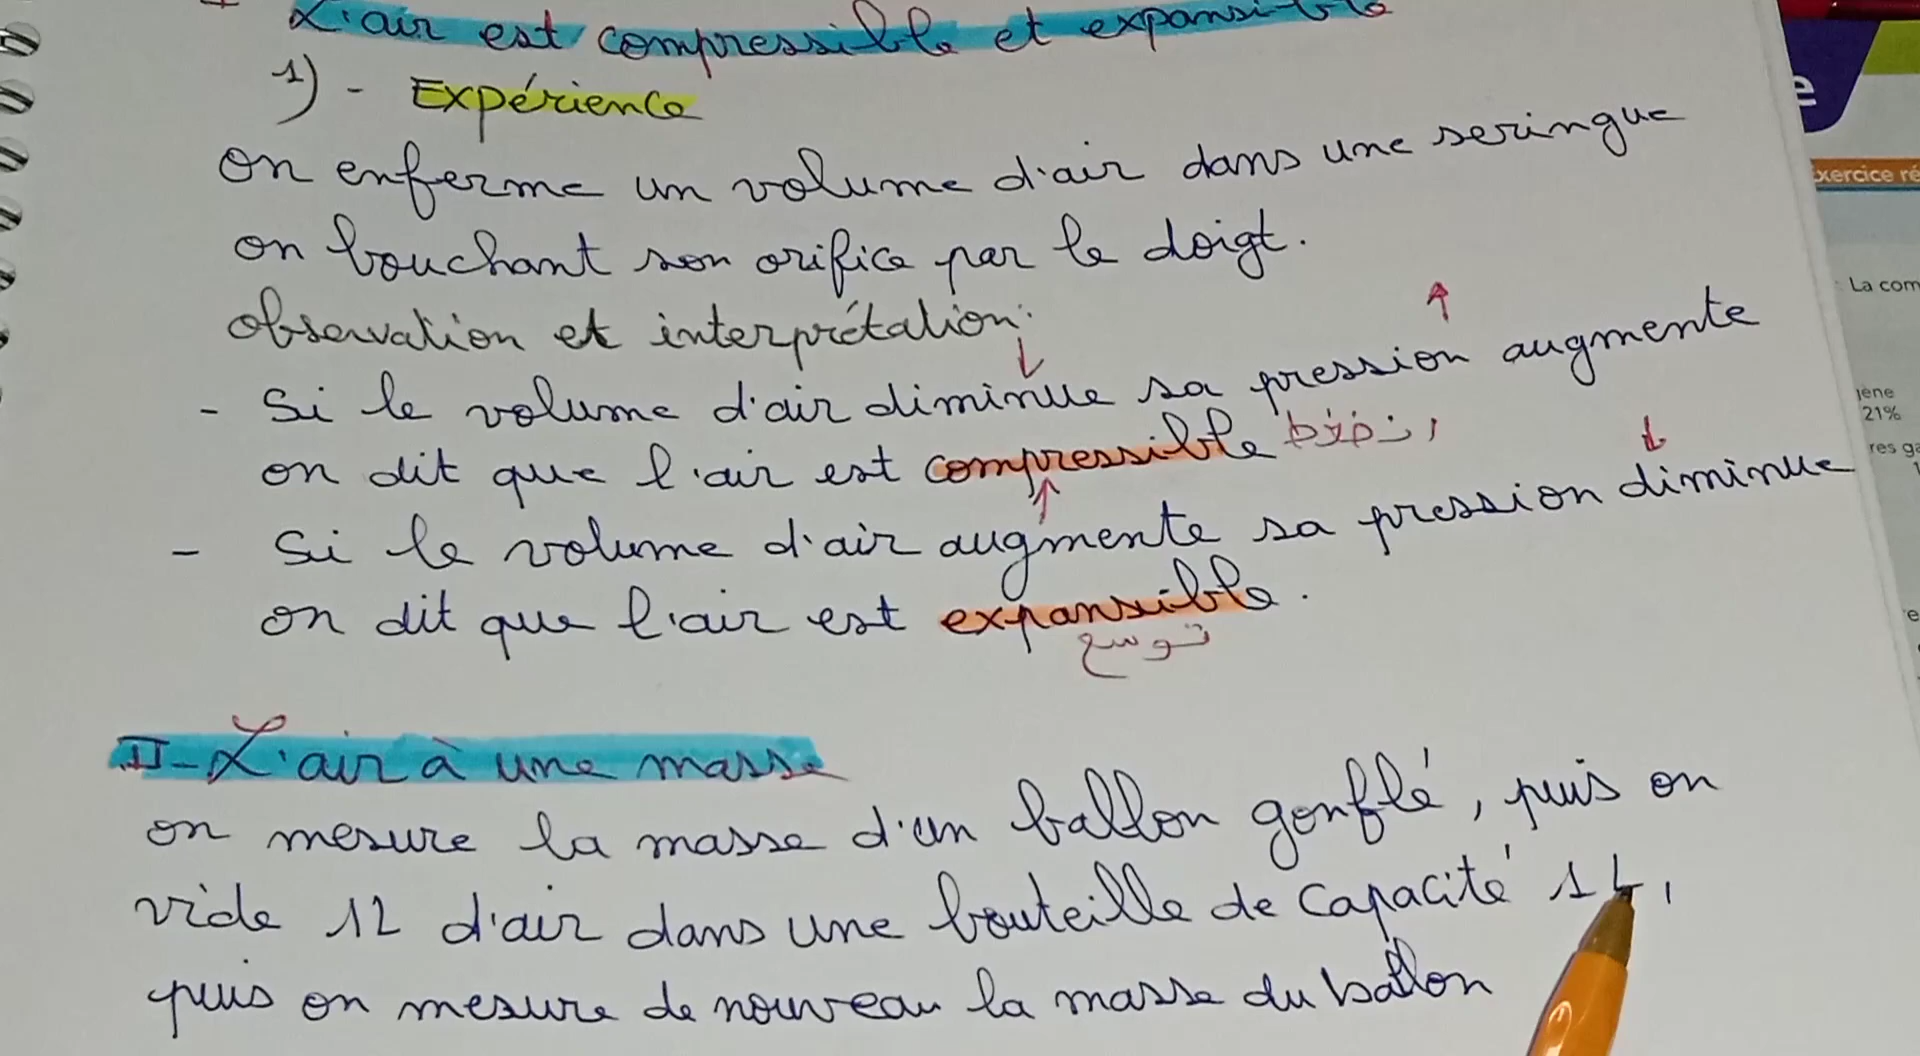 L'air est compressible et expansible
1) - Expérience
on enferme un volume d'air dans une seringue
on bouchant son orifice par le doigt.
observation et interprétation:
- Si le volume d'air diminue sa pression augmente
on dit que l'air est compressible
- Si le volume d'air augmente sa pression diminue
on dit que l'air est expansible.
توسع
II- L'air à une masse
on mesure la masse d'un ballon gonflé, puis on
vide 1L d'air dans une bouteille de capacité 1L,
puis on mesure de nouveau la masse du ballon
e
xercice ré
La com
21%